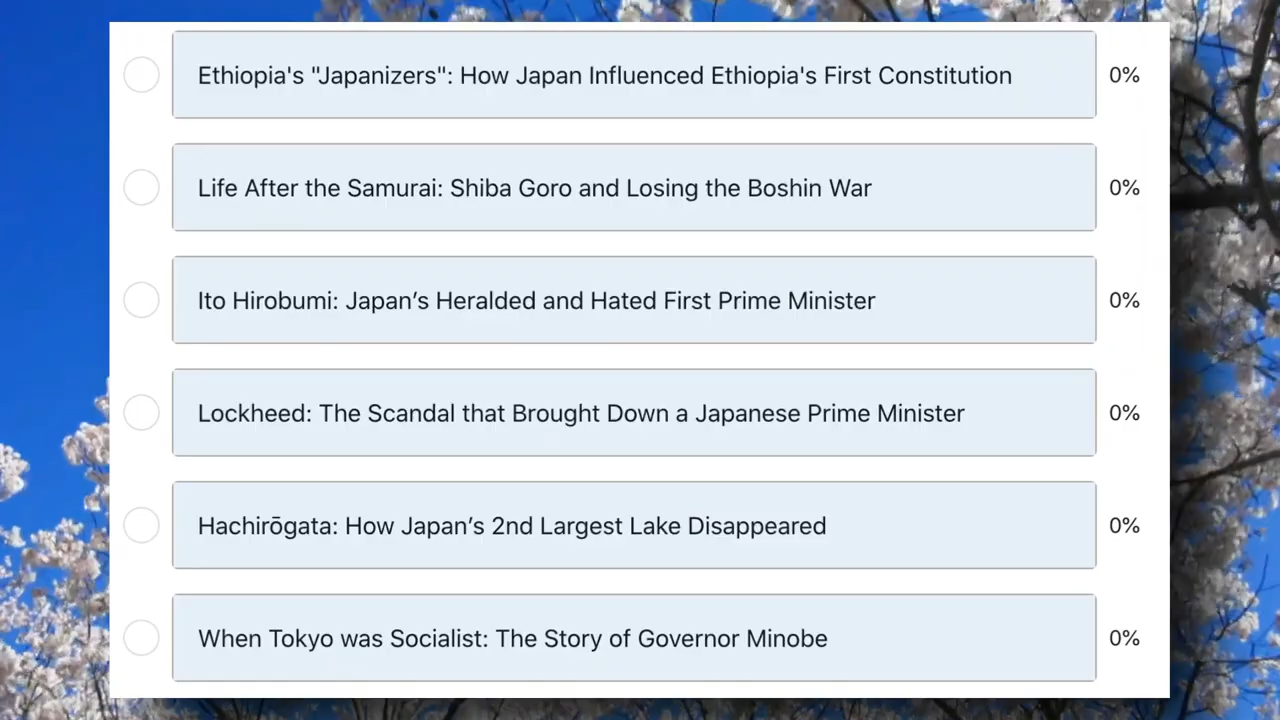 Ethiopia's "Japanizers": How Japan Influenced Ethiopia's First Constitution 0%
Life After the Samurai: Shiba Goro and Losing the Boshin War 0%
Ito Hirobumi: Japan’s Heralded and Hated First Prime Minister 0%
Lockheed: The Scandal that Brought Down a Japanese Prime Minister 0%
Hachirōgata: How Japan’s 2nd Largest Lake Disappeared 0%
When Tokyo was Socialist: The Story of Governor Minobe 0%